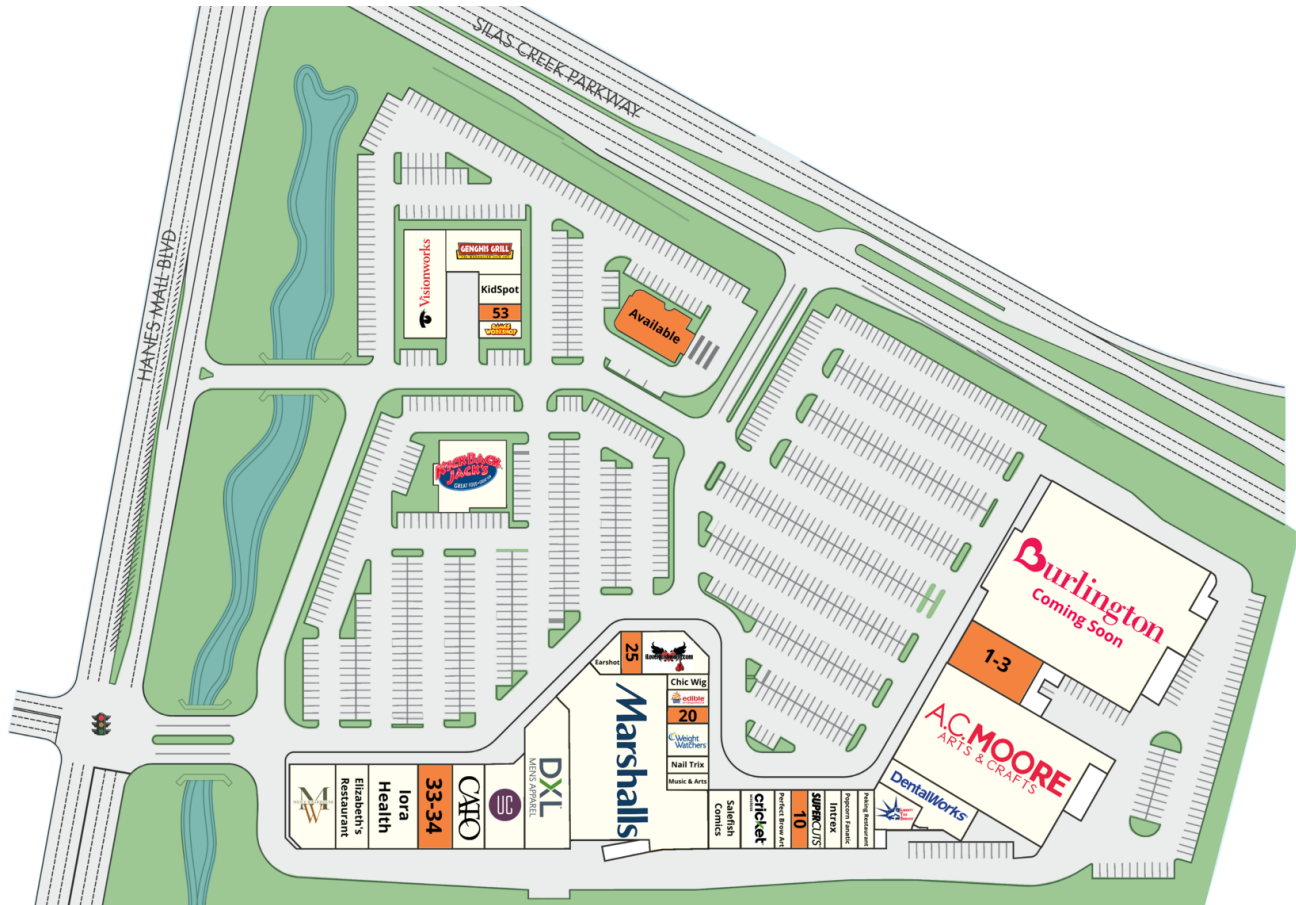 SILAS CREEK PARKWAY
HANES MALL BLVD
Visionworks
GENGHIS GRILL
KidSpot
53
GAMES
WORKSHOP
Available
KICKBACK
JACK'S
GREAT FOOD
Burlington
Coming Soon
1-3
A.C. MOORE
ARTS & CRAFTS
DentalWorks
Earshot
25
Chic Wig
edible
20
Weight
Watchers
Nail Trix
Music & Arts
Marshalls
DXL
MENS APPAREL
UC
CATO
33-34
Iora
Health
Elizabeth's
Restaurant
MW
Salefish
Comics
cricket
Perfect Brow Art
10
SUPERCUTS
Intrex
Popcorn Fanatic
Peking Restaurant